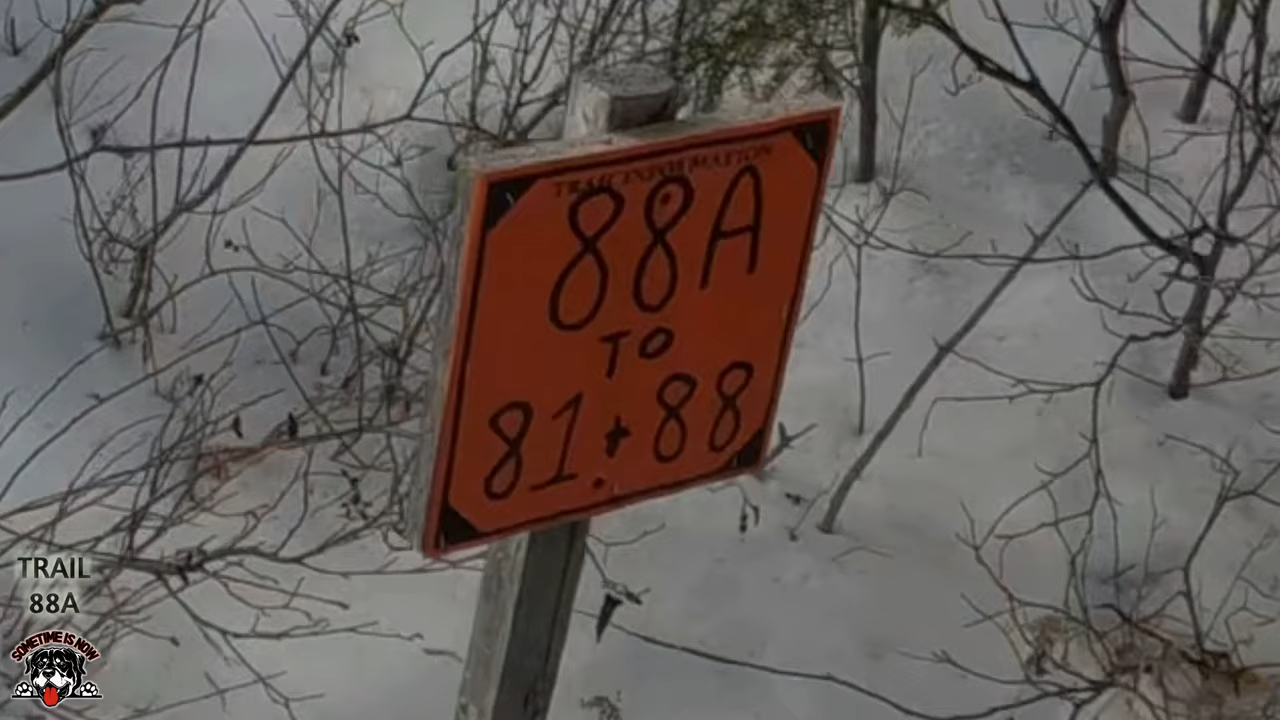 TRAIL INFORMATION
88A
TO
81 + 88
TRAIL
88A
SOMETIME IS NOW